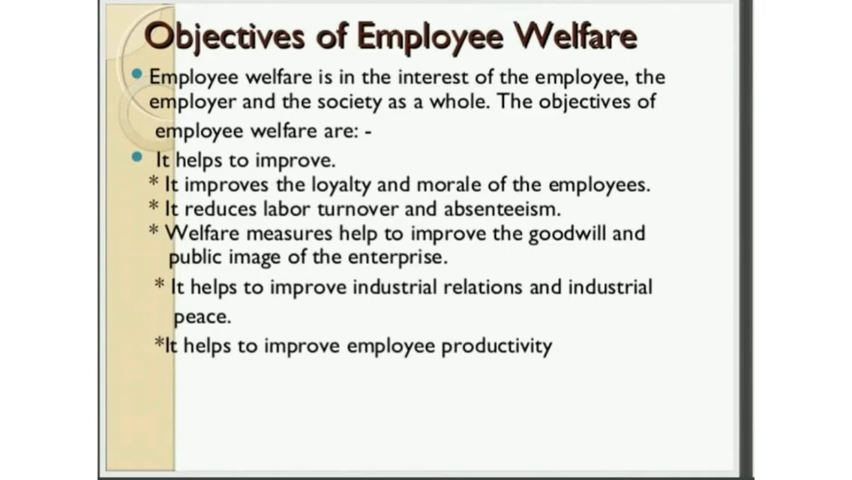 Objectives of Employee Welfare
• Employee welfare is in the interest of the employee, the
employer and the society as a whole. The objectives of
employee welfare are: -
• It helps to improve.
* It improves the loyalty and morale of the employees.
* It reduces labor turnover and absenteeism.
* Welfare measures help to improve the goodwill and
public image of the enterprise.
* It helps to improve industrial relations and industrial
peace.
*It helps to improve employee productivity